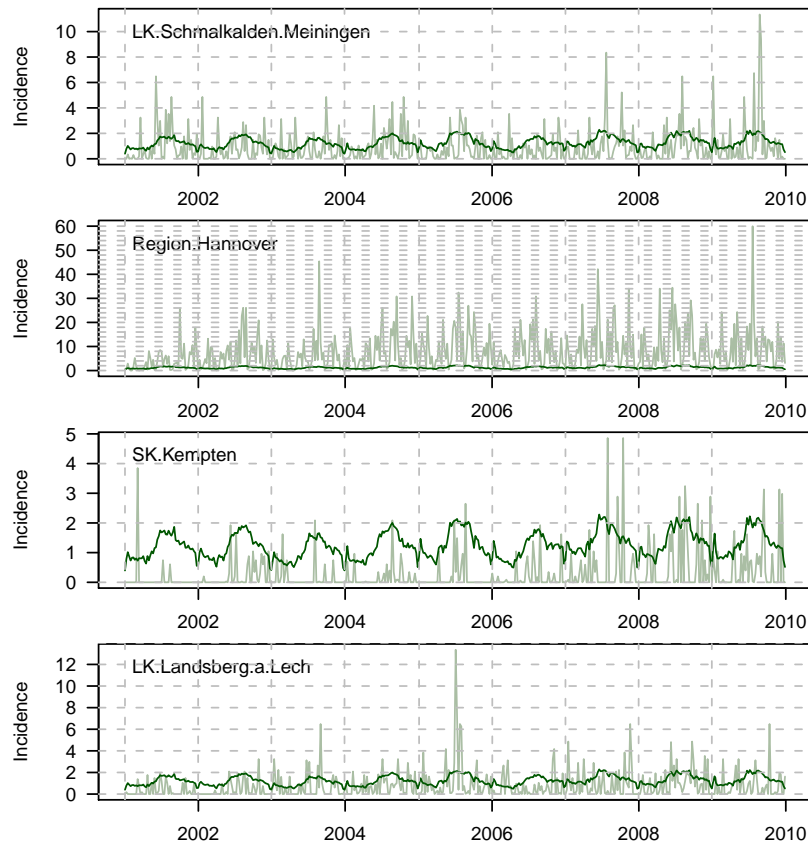 LK.Schmalkalden.Meiningen
Incidence
10
8
6
4
2
0
2002 2004 2006 2008 2010
Region.Hannover
Incidence
60
50
40
30
20
10
0
2002 2004 2006 2008 2010
SK.Kempten
Incidence
5
4
3
2
1
0
2002 2004 2006 2008 2010
LK.Landsberg.a.Lech
Incidence
12
10
8
6
4
2
0
2002 2004 2006 2008 2010